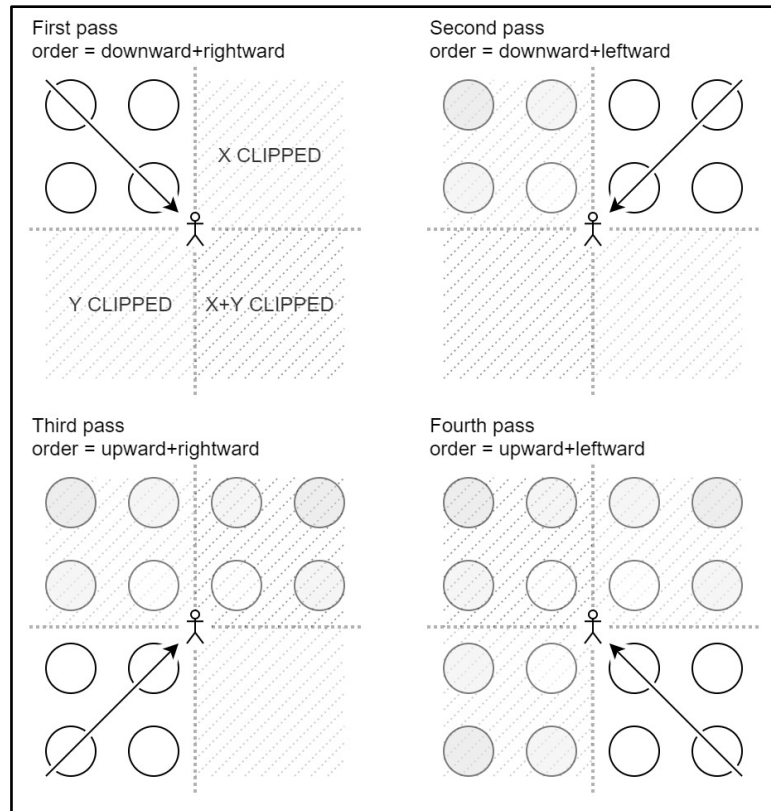 First pass
order = downward+rightward
X CLIPPED
Y CLIPPED
X+Y CLIPPED
Second pass
order = downward+leftward
Third pass
order = upward+rightward
Fourth pass
order = upward+leftward